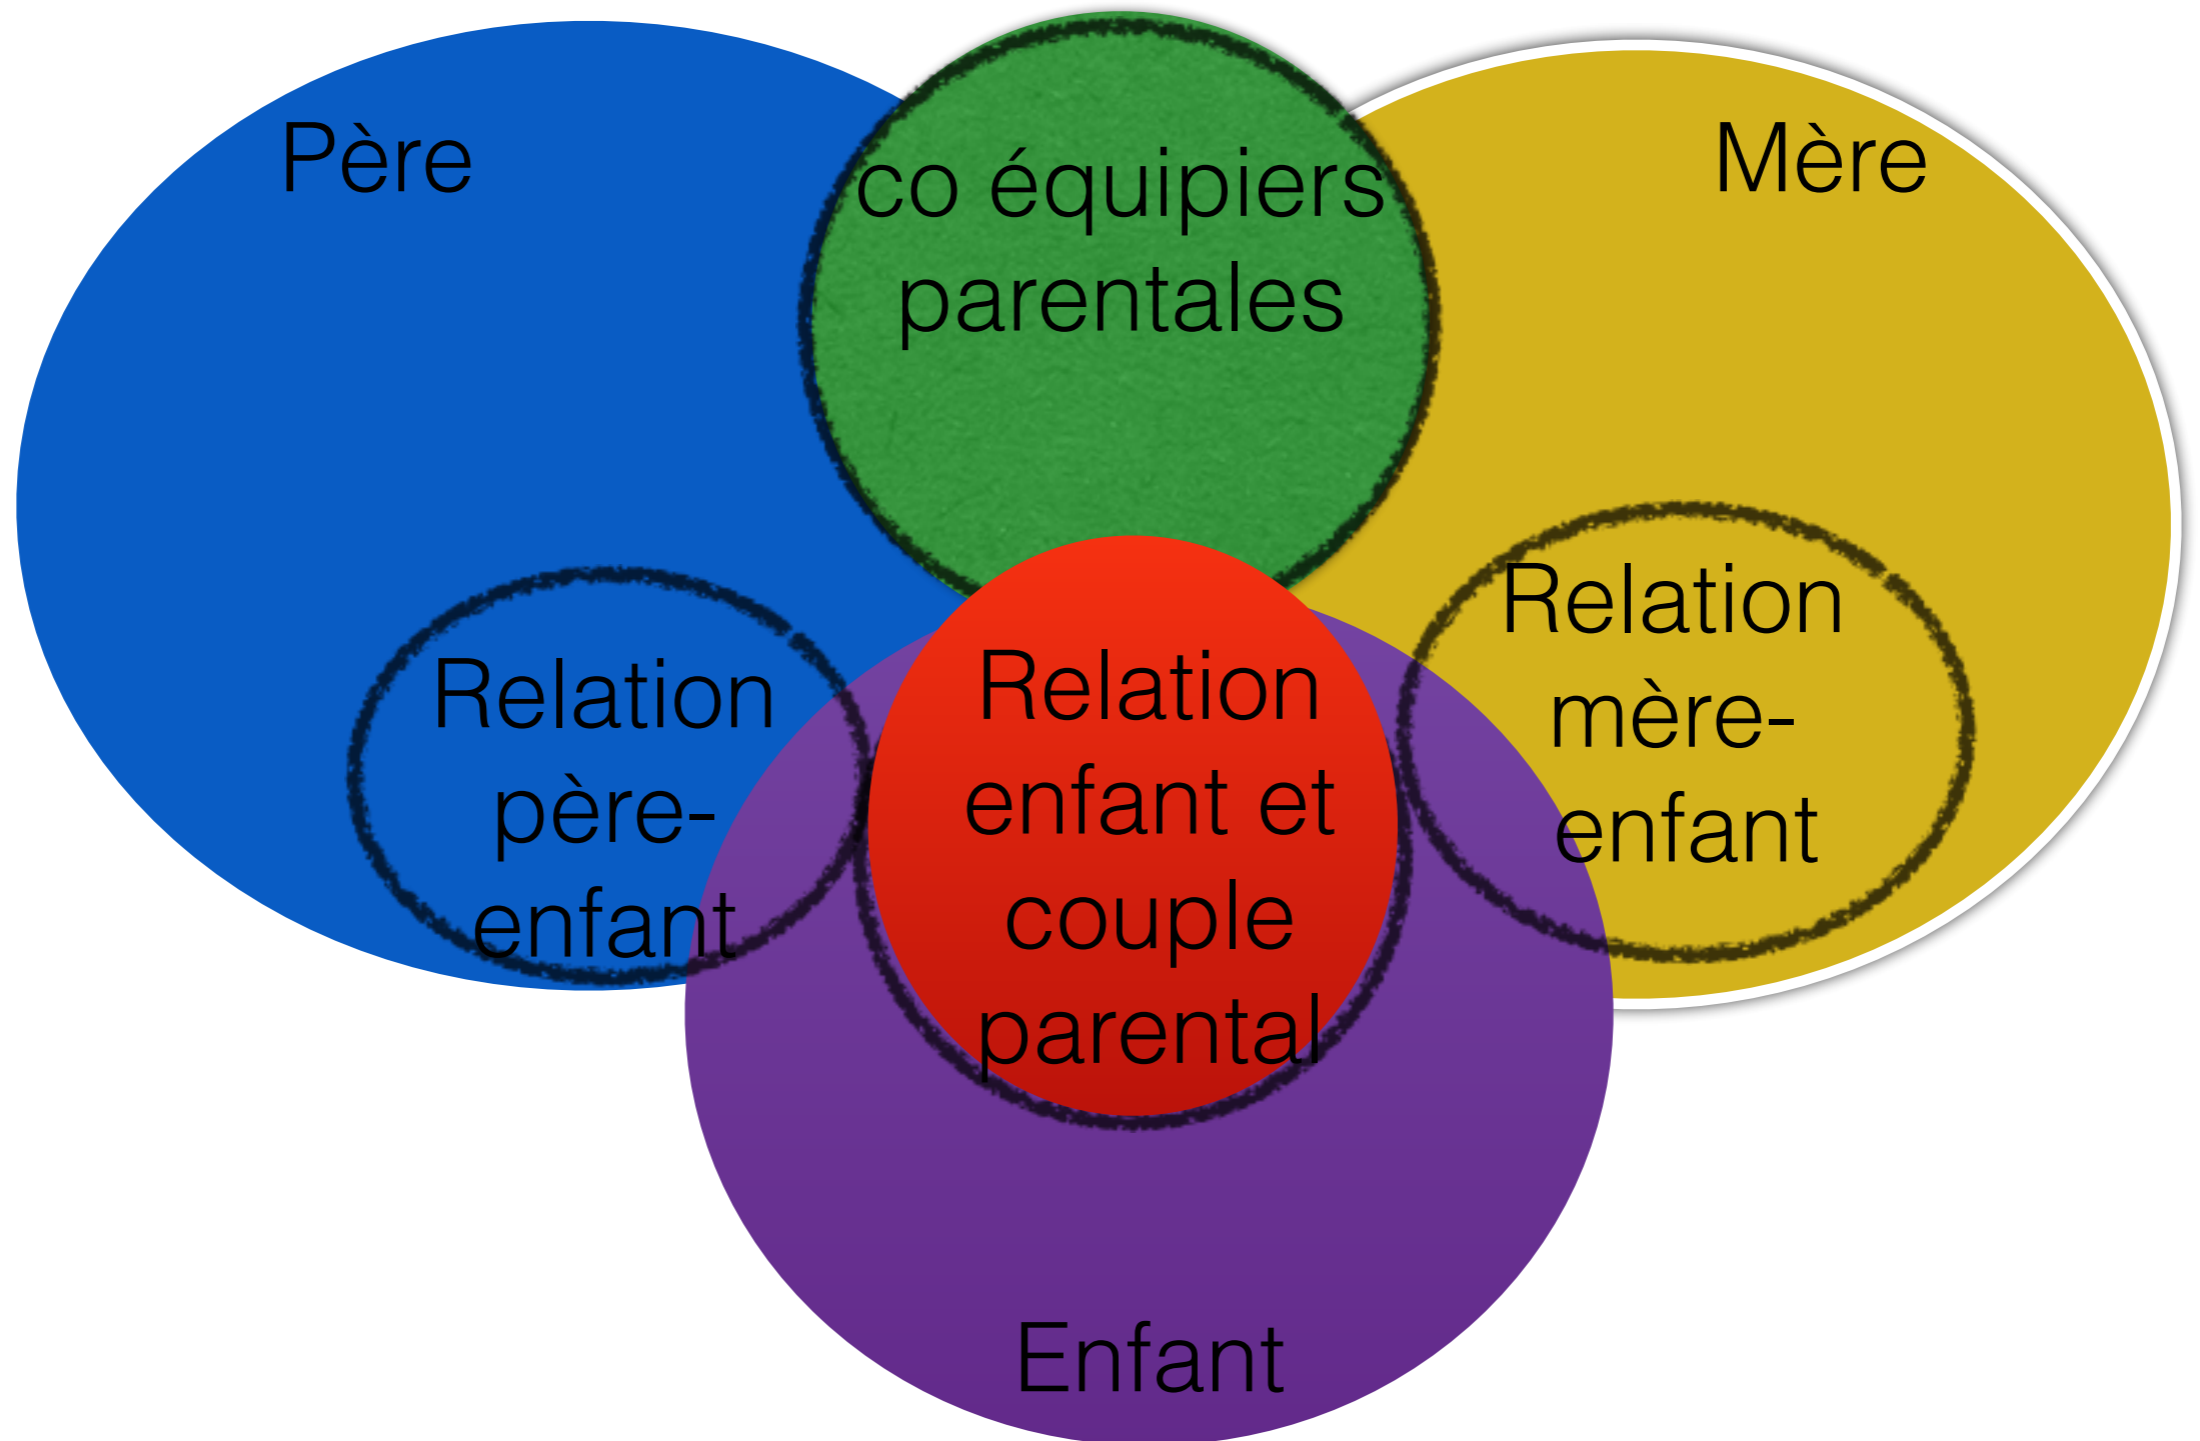 Père
co équipiers
parentales
Mère
Relation
père-
enfant
Relation
enfant et
couple
parental
Relation
mère-
enfant
Enfant